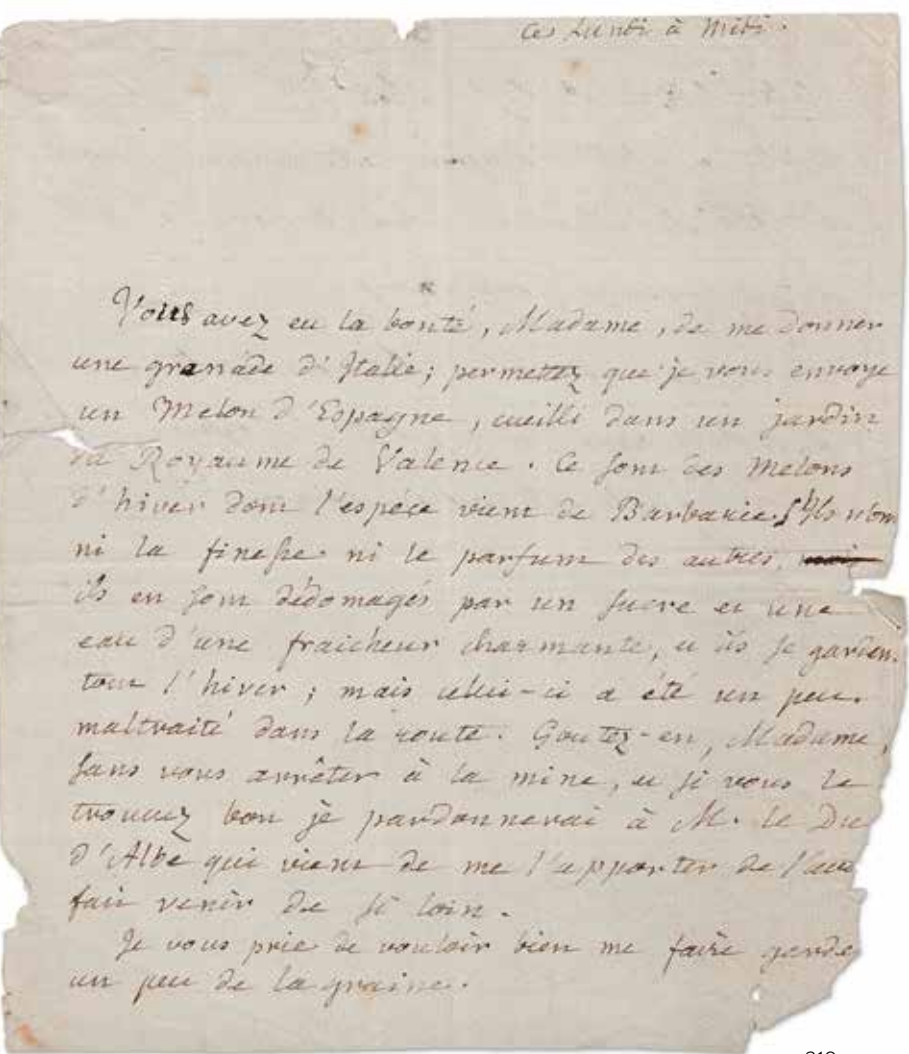 Ces Lundi à Midi.
Vous avez eu la bonté, Madame, de me donner
une grenade d'Italie; permettez que je vous envoye
un Melon d'Espagne, cueilli dans un jardin
du Royaume de Valence. Ce sont des Melons
d'hiver dont l'espéce vient de Barbarie. Ils n'ont
ni la finesse ni le parfum des autres, mais
ils en sont dédomagés par un sucre et une
eau d'une fraicheur charmante, et ils se garden
tout l'hiver; mais celui-ci a été un peu
maltraité dans la route. Goutez-en, Madame,
sans vous arrêter à la mine, et si vous le
trouvez bon je pardonnerai à M. le Duc
d'Albe qui vient de me l'apporter de l'avo
fait venir de si loin.
Je vous prie de vouloir bien me faire garde
un peu de la graine.